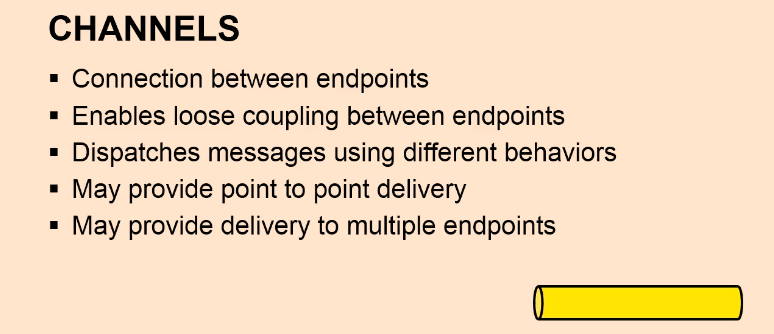 CHANNELS
▪ Connection between endpoints
▪ Enables loose coupling between endpoints
▪ Dispatches messages using different behaviors
▪ May provide point to point delivery
▪ May provide delivery to multiple endpoints